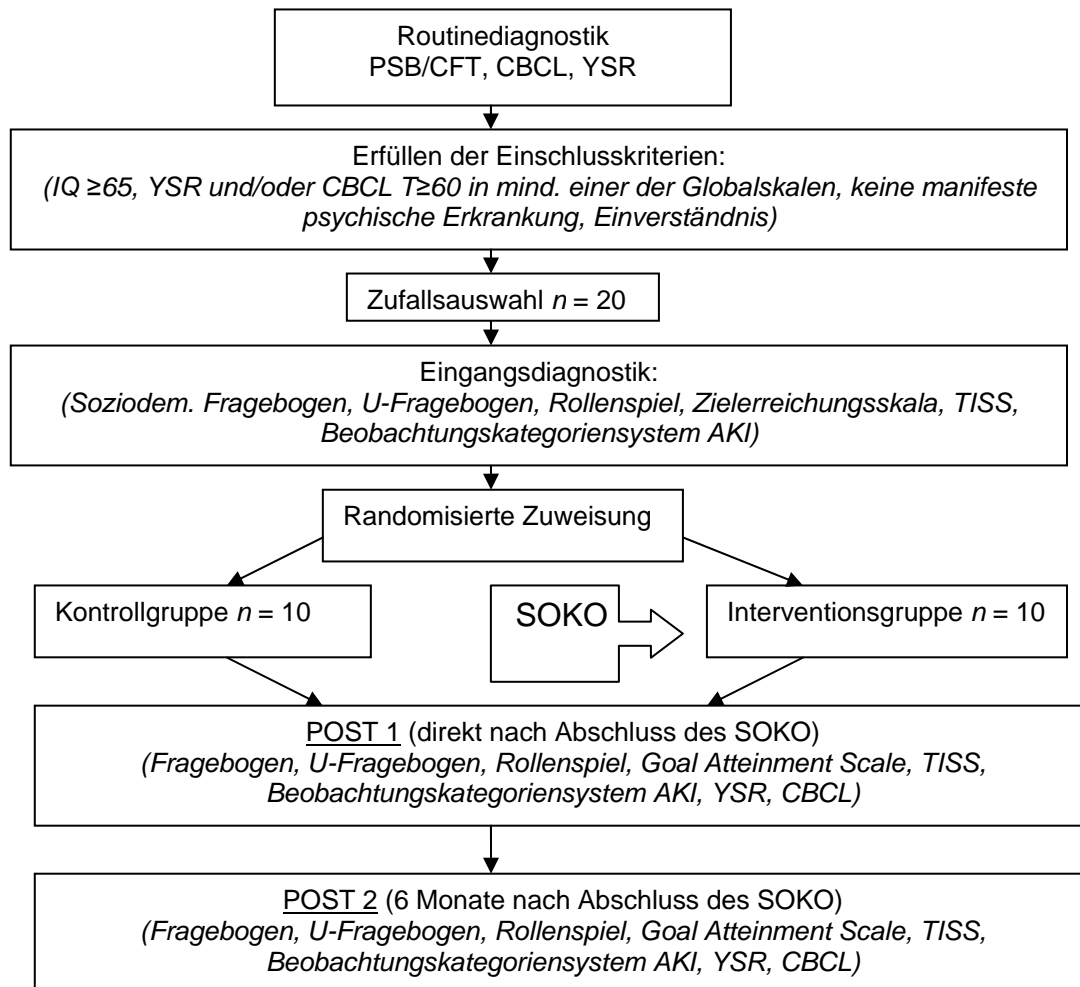 Routinediagnostik
PSB/CFT, CBCL, YSR
Erfüllen der Einschlusskriterien:
(IQ ≥65, YSR und/oder CBCL T≥60 in mind. einer der Globalskalen, keine manifeste
psychische Erkrankung, Einverständnis)
Zufallsauswahl n = 20
Eingangsdiagnostik:
(Soziodem. Fragebogen, U-Fragebogen, Rollenspiel, Zielerreichungsskala, TISS,
Beobachtungskategoriensystem AKI)
Randomisierte Zuweisung
Kontrollgruppe n = 10
SOKO
Interventionsgruppe n = 10
POST 1 (direkt nach Abschluss des SOKO)
(Fragebogen, U-Fragebogen, Rollenspiel, Goal Atteinment Scale, TISS,
Beobachtungskategoriensystem AKI, YSR, CBCL)
POST 2 (6 Monate nach Abschluss des SOKO)
(Fragebogen, U-Fragebogen, Rollenspiel, Goal Atteinment Scale, TISS,
Beobachtungskategoriensystem AKI, YSR, CBCL)